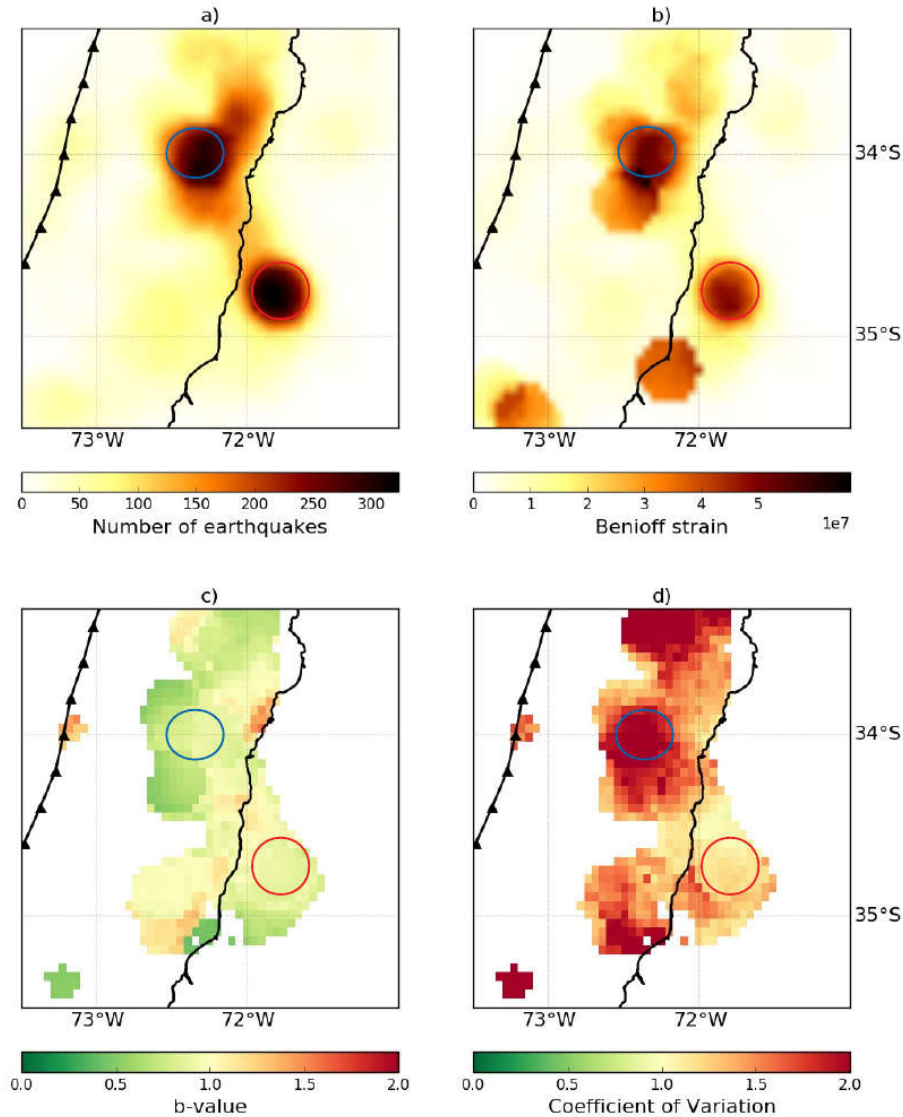 a)
b)
34°S
35°S
73°W 72°W
73°W 72°W
0 50 100 150 200 250 300
Number of earthquakes
0 1 2 3 4 5
1e7
Benioff strain
c)
d)
34°S
35°S
73°W 72°W
73°W 72°W
0.0 0.5 1.0 1.5 2.0
b-value
0.0 0.5 1.0 1.5 2.0
Coefficient of Variation